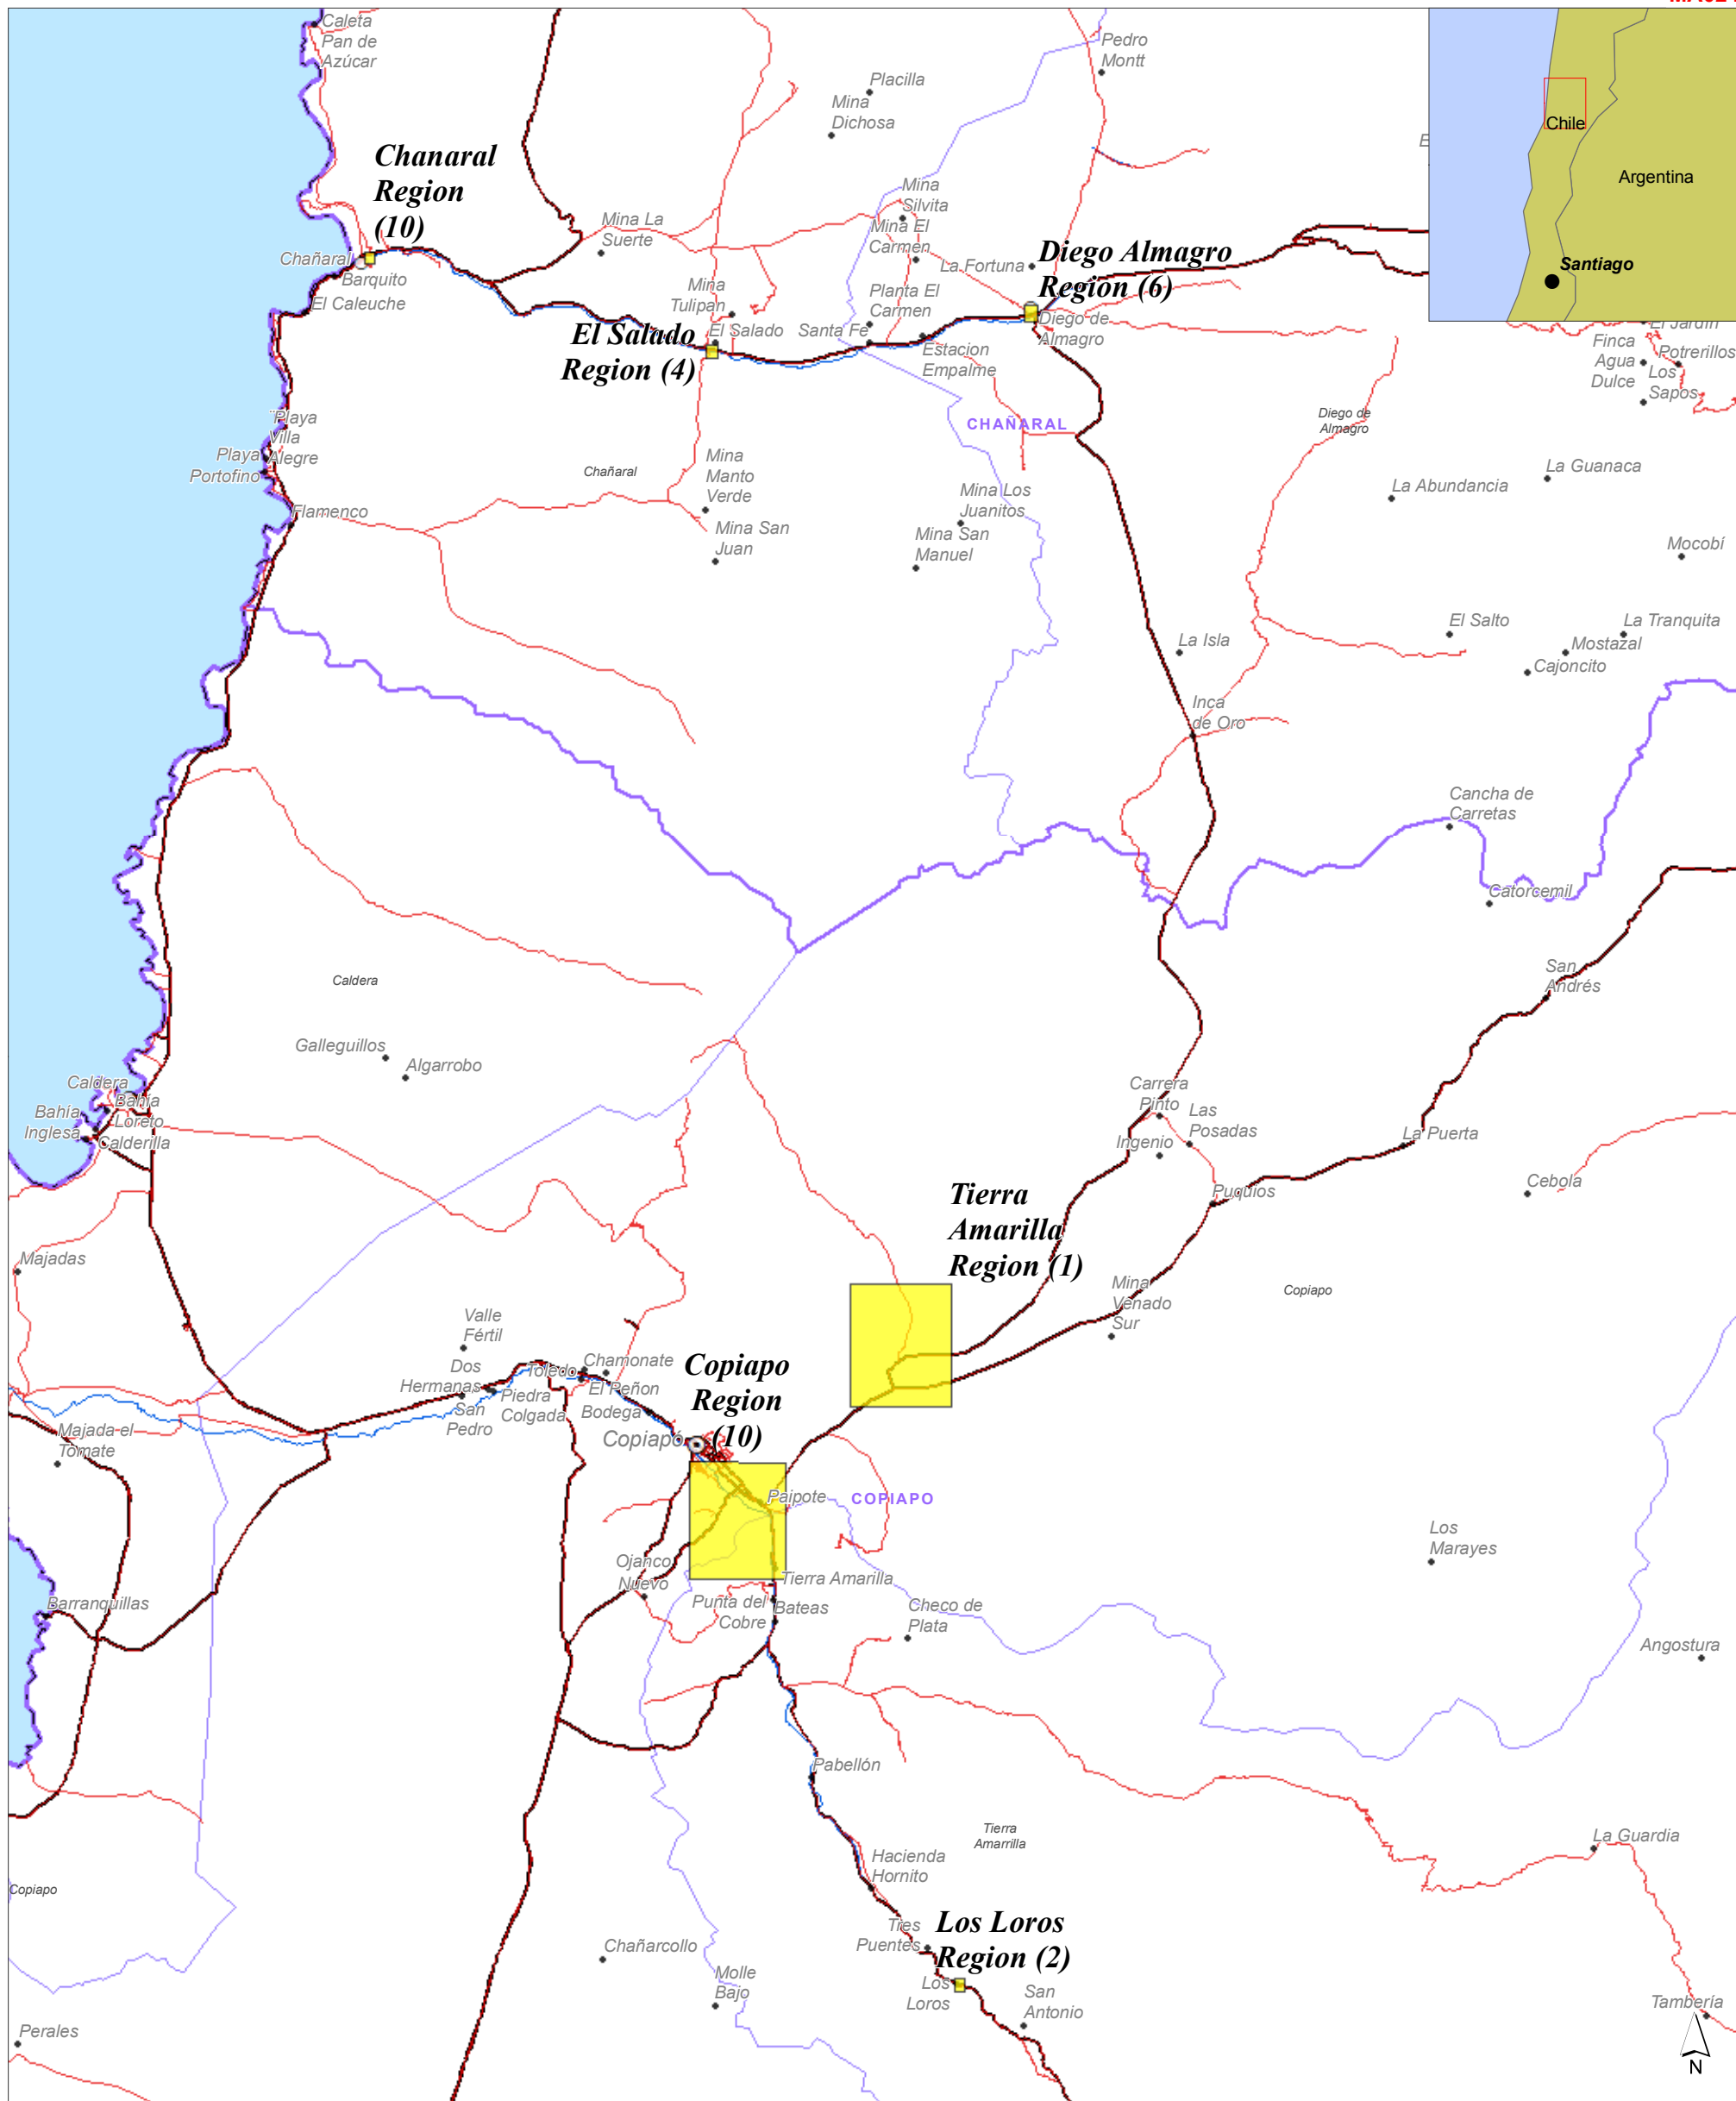 Caleta
Pan de
Azúcar
Pedro
Montt
Placilla
Mina
Dichosa
Chile
Argentina
Santiago
Chanaral
Region
(10)
Mina
Silvita
Mina La
Suerte
Mina El
Carmen
La Fortuna
Diego Almagro
Region (6)
Chañaral
Barquito
El Caleuche
Mina
Tulipan
Planta El
Carmen
El Salado
Region (4)
El Salado
Santa Fe
Diego de
Almagro
Estacion
Empalme
El Jardín
Finca
Agua
Dulce
Potrerillos
Los
Sapos
Playa
Villa
Alegre
Playa
Portofino
CHAÑARAL
Diego de
Almagro
Chañaral
Mina
Manto
Verde
La Guanaca
La Abundancia
Mina Los
Juanitos
Flamenco
Mina San
Juan
Mina San
Manuel
Mocobí
El Salto
La Tranquita
La Isla
Mostazal
Cajoncito
Inca
de Oro
Cancha de
Carretas
Catorcemil
San
Andrés
Caldera
Galleguillos
Algarrobo
Caldera
Bahía
Loreto
Bahía
Inglesa
Calderilla
Carrera
Pinto
Las
Posadas
Ingenio
La Puerta
Puquios
Cebola
Tierra
Amarilla
Region (1)
Majadas
Mina
Venado
Sur
Copiapo
Valle
Fértil
Dos
Hermanas
Toledo
Chamonate
El Peñon
Piedra
Colgada
San
Pedro
Bodega
Copiapo
Region
(10)
Copiapó
Majada el
Tomate
Paipote
COPIAPO
Los
Marayes
Ojanco
Nuevo
Tierra Amarilla
Punta del
Cobre
Bateas
Checo de
Plata
Barranquillas
Angostura
Pabellón
Tierra
Amarrilla
La Guardia
Hacienda
Hornito
Copiapo
Tres
Puentes
Los Loros
Region (2)
Chañarcollo
Molle
Bajo
Los
Loros
San
Antonio
Tambería
Perales
N